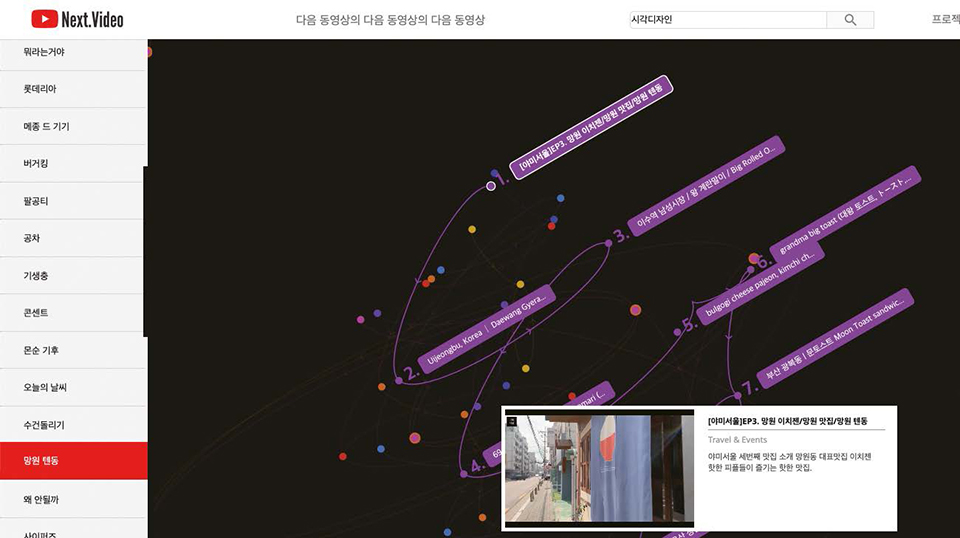 Next.Video
다음 동영상의 다음 동영상의 다음 동영상
시각디자인
프로젝
뭐라는거야
롯데리아
메종 드 기기
버거킹
팔공티
공차
기생충
콘센트
몬순 기후
오늘의 날씨
수건돌리기
망원 텐동
왜 안될까
사이퍼즈
1. [야미서울]EP3. 망원 이치젠/망원 맛집/망원 텐동
3. 이수역 남성시장 / 왕 계란말이 / Big Rolled O...
6. grandma big toast (대왕 토스트, トースト,...
5. bulgogi cheese pajeon, kimchi ch...
2. Uijeongbu, Korea ｜ Daewang Gyera...
7. 부산 광복동 | 문토스트 Moon Toast sandwic...
4.
[야미서울]EP3. 망원 이치젠/망원 맛집/망원 텐동
Travel & Events
야미서울 세번째 맛집 소개 망원동 대표맛집 이치젠
핫한 피플들이 즐기는 핫한 맛집.